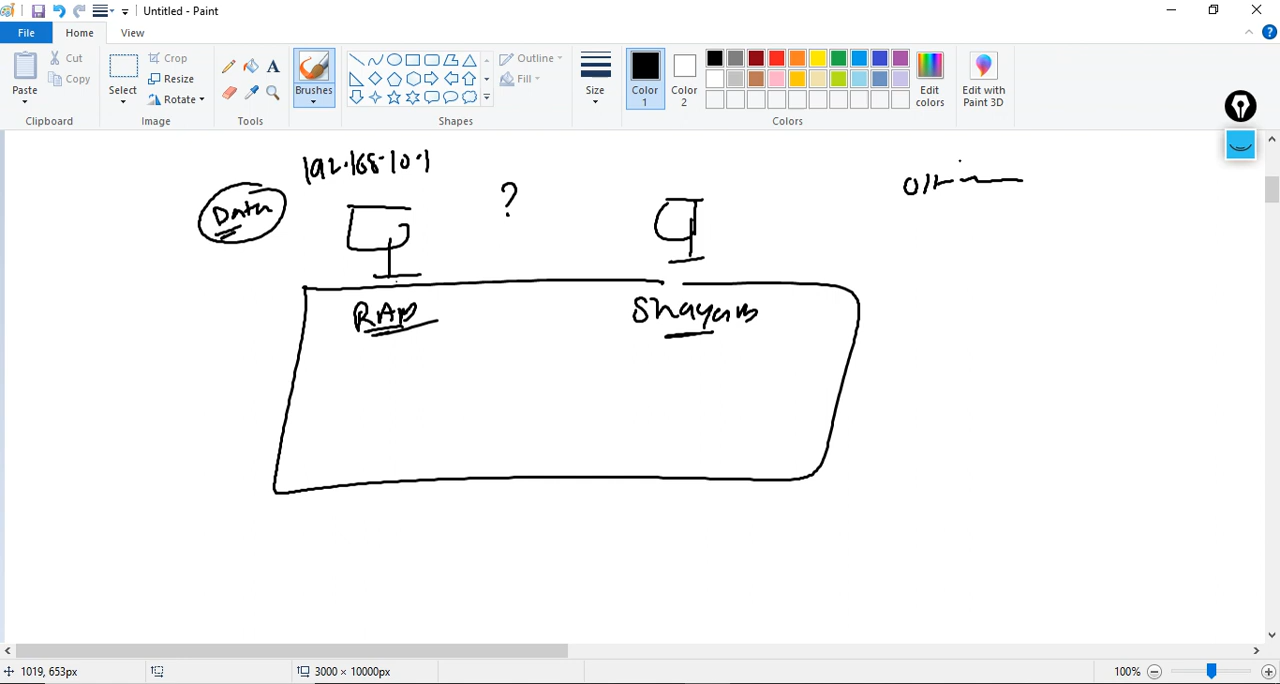 Untitled - Paint
File
Home
View
Paste
Cut
Copy
Clipboard
Select
Crop
Resize
Rotate
Image
A
Tools
Brushes
Outline
Fill
Shapes
Size
Color 1
Color 2
Edit colors
Colors
Edit with Paint 3D
192.168.10.1
Data
?
RAM
Shayam
1019, 653px
3000 × 10000px
100%